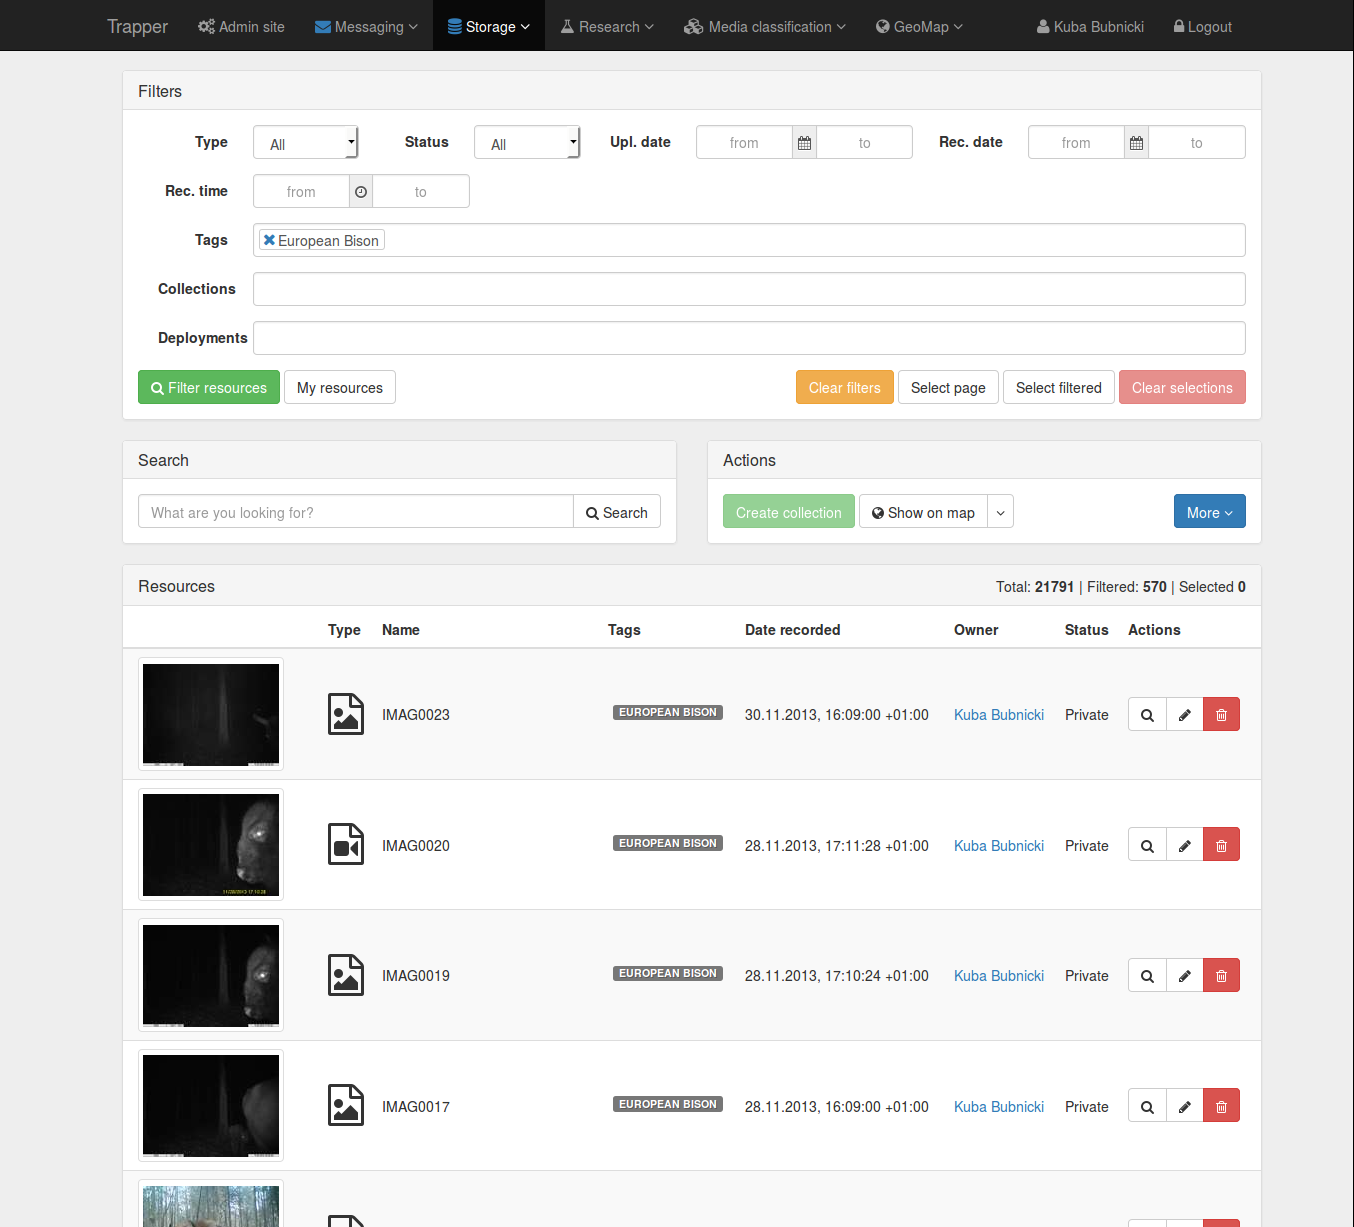 Trapper Admin site Messaging Storage Research Media classification GeoMap Kuba Bubnicki Logout
Filters
Type All Status All Upl. date from to Rec. date from to
Rec. time from to
Tags European Bison
Collections
Deployments
Filter resources My resources Clear filters Select page Select filtered Clear selections
Search Actions
What are you looking for? Search Create collection Show on map More
Resources Total: 21791 | Filtered: 570 | Selected 0
Type Name Tags Date recorded Owner Status Actions
IMAG0023 EUROPEAN BISON 30.11.2013, 16:09:00 +01:00 Kuba Bubnicki Private
IMAG0020 EUROPEAN BISON 28.11.2013, 17:11:28 +01:00 Kuba Bubnicki Private
IMAG0019 EUROPEAN BISON 28.11.2013, 17:10:24 +01:00 Kuba Bubnicki Private
IMAG0017 EUROPEAN BISON 28.11.2013, 16:09:00 +01:00 Kuba Bubnicki Private